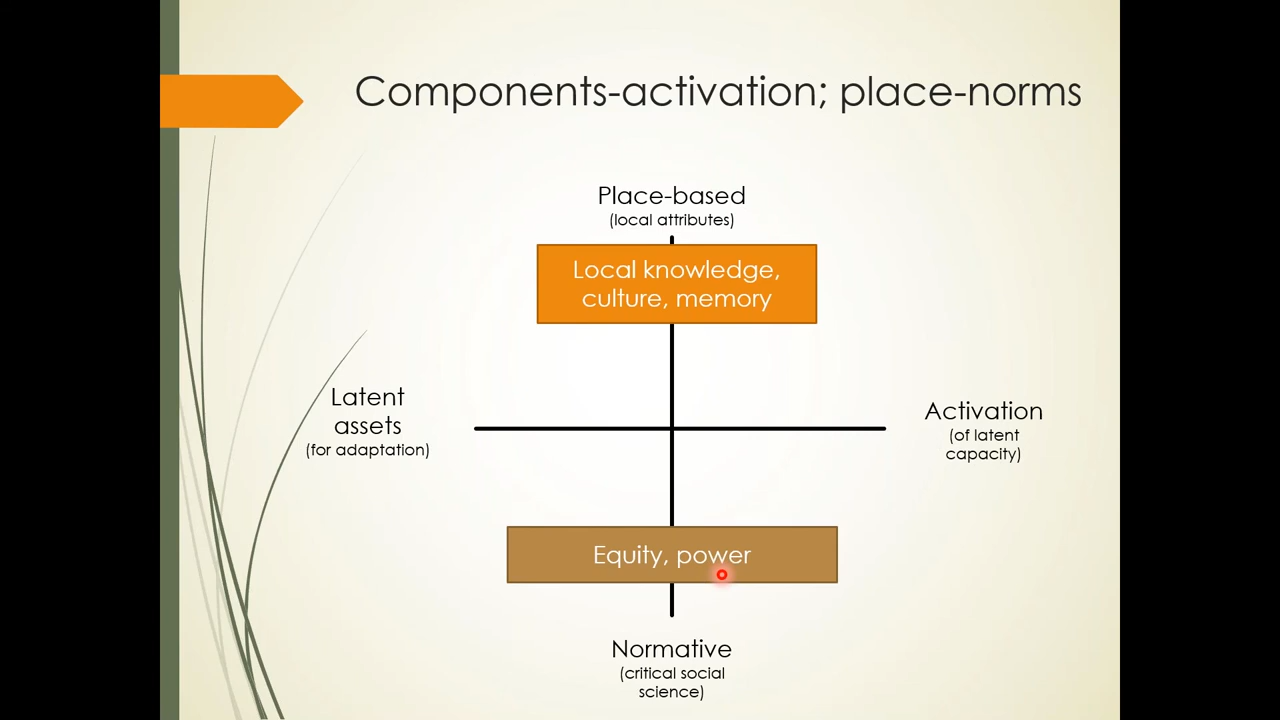 Components-activation; place-norms
Place-based
(local attributes)
Local knowledge,
culture, memory
Latent
assets
(for adaptation)
Activation
(of latent
capacity)
Equity, power
Normative
(critical social
science)